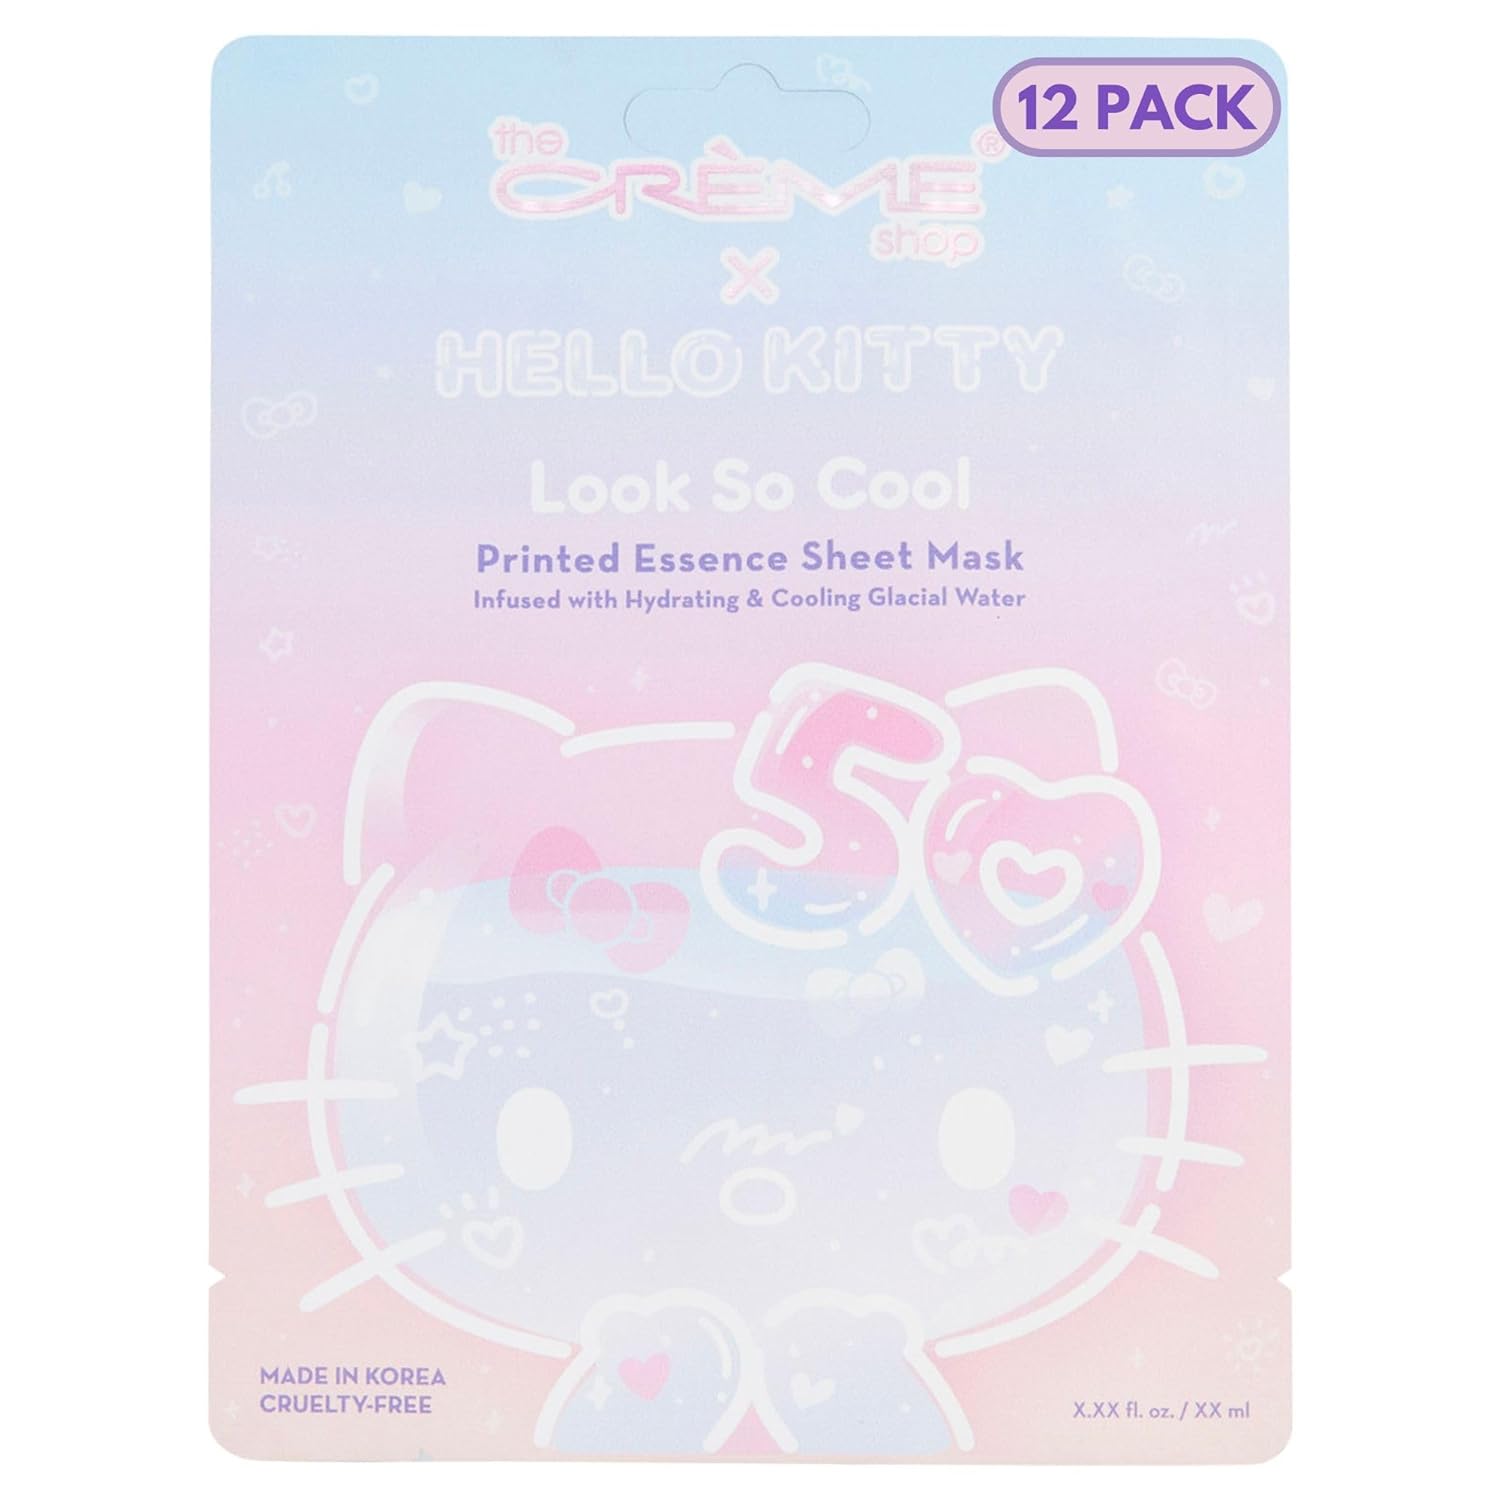 12 PACK
the
CRÈME®
shop
X
HELLO KITTY
Look So Cool
Printed Essence Sheet Mask
Infused with Hydrating & Cooling Glacial Water
50
MADE IN KOREA
CRUELTY-FREE
X.XX fl. oz. / XX ml